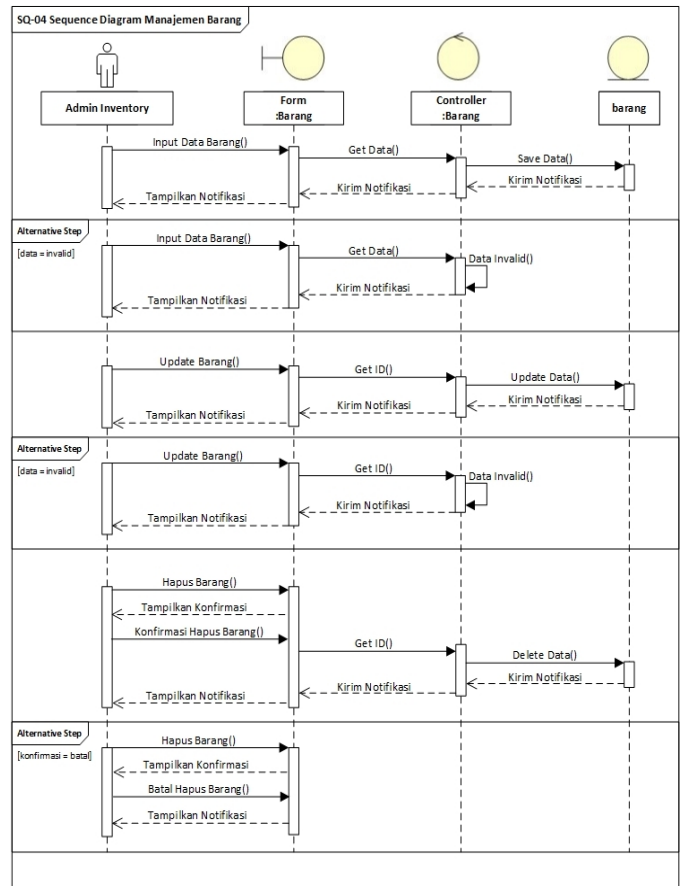 SQ-04 Sequence Diagram Manajemen Barang
Admin Inventory
Form
:Barang
Controller
:Barang
barang
Input Data Barang()
Get Data()
Save Data()
Kirim Notifikasi
Kirim Notifikasi
Tampilkan Notifikasi
Alternative Step
[data = invalid]
Input Data Barang()
Get Data()
Data Invalid()
Kirim Notifikasi
Tampilkan Notifikasi
Update Barang()
Get ID()
Update Data()
Kirim Notifikasi
Kirim Notifikasi
Tampilkan Notifikasi
Alternative Step
[data = invalid]
Update Barang()
Get ID()
Data Invalid()
Kirim Notifikasi
Tampilkan Notifikasi
Hapus Barang()
Tampilkan Konfirmasi
Konfirmasi Hapus Barang()
Get ID()
Delete Data()
Kirim Notifikasi
Kirim Notifikasi
Tampilkan Notifikasi
Alternative Step
[konfirmasi = batal]
Hapus Barang()
Tampilkan Konfirmasi
Batal Hapus Barang()
Tampilkan Notifikasi